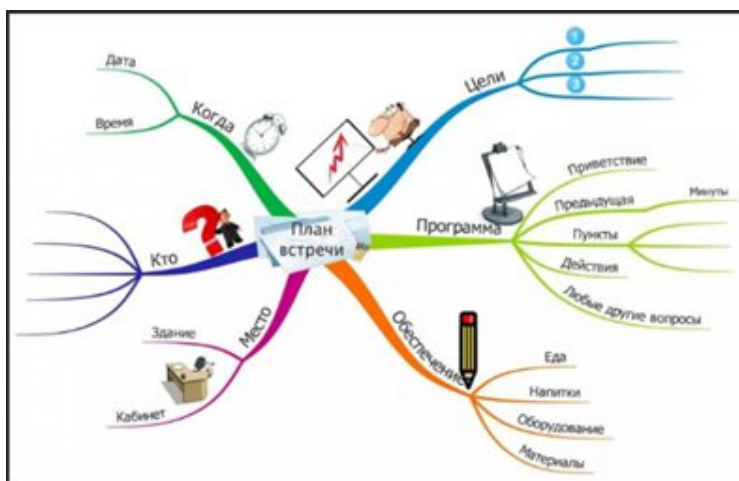 План
встречи
Цели
1
2
3
Программа
Приветствие
Предыдущая
Минуты
Пункты
Действия
Любые другие вопросы
Обеспечение
Еда
Напитки
Оборудование
Материалы
Место
Здание
Кабинет
Кто
Когда
Дата
Время